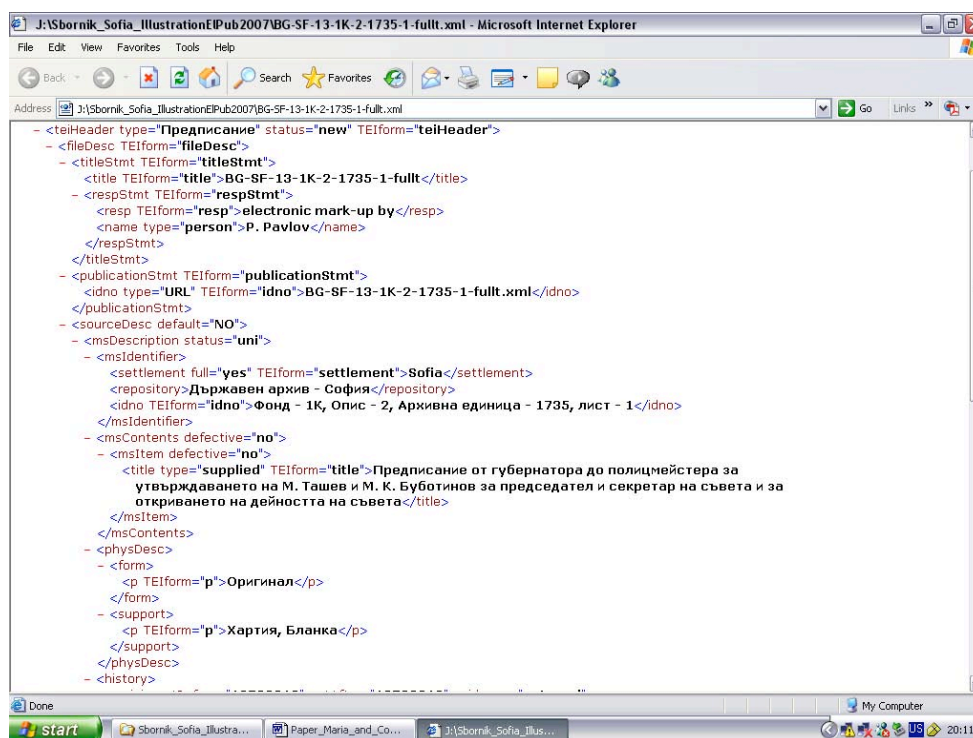 J:\Sbornik_Sofia_IllustrationElPub2007\BG-SF-13-1K-2-1735-1-fullt.xml - Microsoft Internet Explorer
File Edit View Favorites Tools Help
Back Search Favorites
Address J:\Sbornik_Sofia_IllustrationElPub2007\BG-SF-13-1K-2-1735-1-fullt.xml Go Links »
- <teiHeader type="Предписание" status="new" TEIform="teiHeader">
- <fileDesc TEIform="fileDesc">
- <titleStmt TEIform="titleStmt">
<title TEIform="title">BG-SF-13-1K-2-1735-1-fullt</title>
- <respStmt TEIform="respStmt">
<resp TEIform="resp">electronic mark-up by</resp>
<name type="person">P. Pavlov</name>
</respStmt>
</titleStmt>
- <publicationStmt TEIform="publicationStmt">
<idno type="URL" TEIform="idno">BG-SF-13-1K-2-1735-1-fullt.xml</idno>
</publicationStmt>
- <sourceDesc default="NO">
- <msDescription status="uni">
- <msIdentifier>
<settlement full="yes" TEIform="settlement">Sofia</settlement>
<repository>Държавен архив - София</repository>
<idno TEIform="idno">Фонд - 1К, Опис - 2, Архивна единица - 1735, лист - 1</idno>
</msIdentifier>
- <msContents defective="no">
- <msItem defective="no">
<title type="supplied" TEIform="title">Предписание от губернатора до полицмейстера за
утвърждаването на М. Ташев и М. К. Буботинов за председател и секретар на съвета и за
откриването на дейността на съвета</title>
</msItem>
</msContents>
- <physDesc>
- <form>
<p TEIform="p">Оригинал</p>
</form>
- <support>
<p TEIform="p">Хартия, Бланка</p>
</support>
</physDesc>
- <history>
Done My Computer
start Sbornik_Sofia_Illustra... Paper_Maria_and_Co... J:\Sbornik_Sofia_Illus... US 20:11